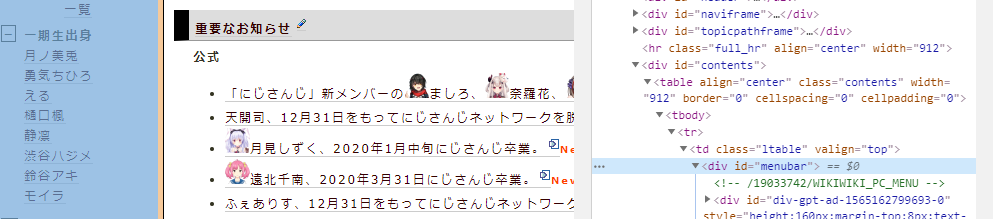 一覧
一期生出身
月ノ美兎
勇気ちひろ
える
樋口楓
静凛
渋谷ハジメ
鈴谷アキ
モイラ
重要なお知らせ
公式
「にじさんじ」新メンバーのましろ、奈羅花、
天開司、12月31日をもってにじさんじネットワークを
月見しずく、2020年1月中旬にじさんじ卒業。 Ne
遠北千南、2020年3月31日にじさんじ卒業。 New
ふぇありす、12月31日をもってにじさんじネットワーク
<div id="naviframe">…</div>
<div id="topicpathframe">…</div>
<hr class="full_hr" align="center" width="912">
<div id="contents">
<table align="center" class="contents" width=
"912" border="0" cellspacing="0" cellpadding="0">
<tbody>
<tr>
<td class="ltable" valign="top">
<div id="menubar"> == $0
<!-- /19033742/WIKIWIKI_PC_MENU -->
<div id="div-gpt-ad-1565162799693-0"
style="height:160px;margin-top:8px;margin-